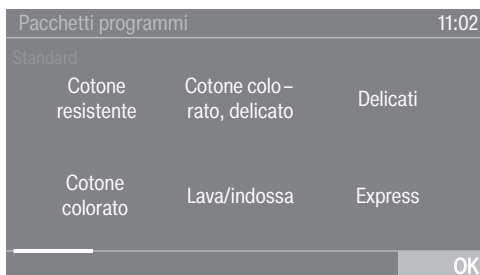 Pacchetti programmi 11:02
Standard
Cotone
resistente
Cotone colo–
rato, delicato
Delicati
Cotone
colorato
Lava/indossa
Express
OK